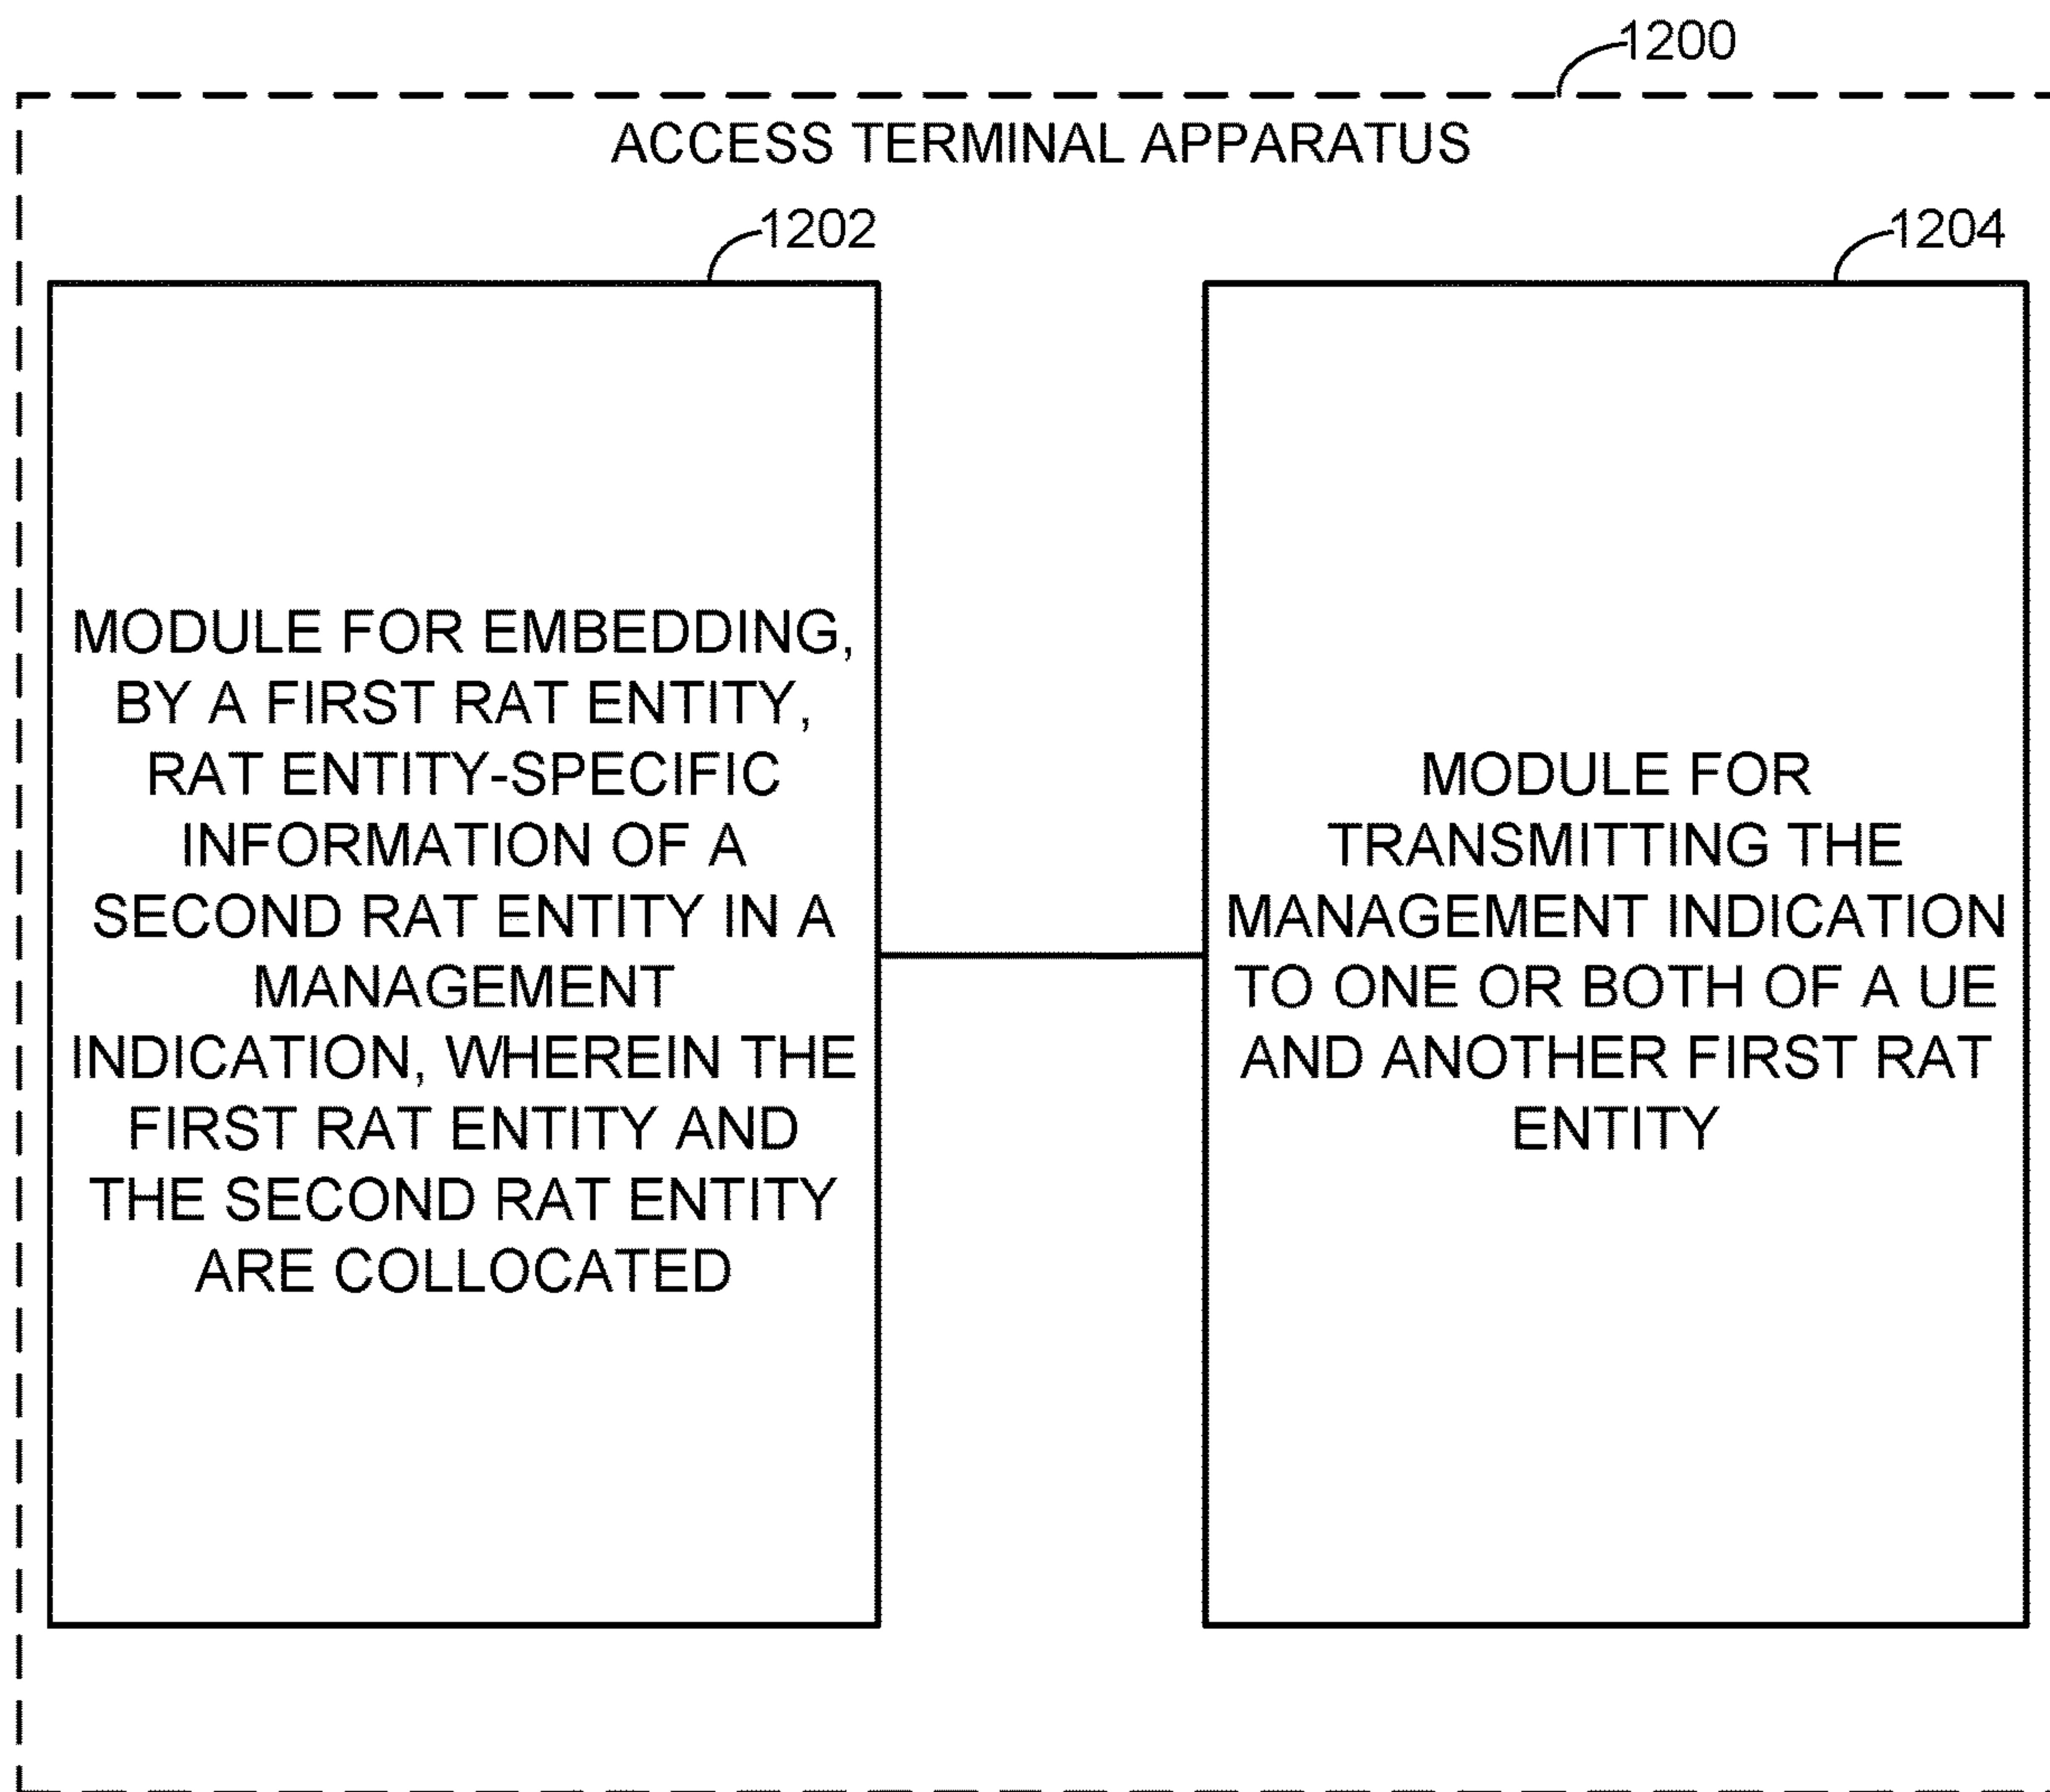 1200
ACCESS TERMINAL APPARATUS
1202
1204
MODULE FOR EMBEDDING,
BY A FIRST RAT ENTITY,
RAT ENTITY-SPECIFIC
INFORMATION OF A
SECOND RAT ENTITY IN A
MANAGEMENT
INDICATION, WHEREIN THE
FIRST RAT ENTITY AND
THE SECOND RAT ENTITY
ARE COLLOCATED
MODULE FOR
TRANSMITTING THE
MANAGEMENT INDICATION
TO ONE OR BOTH OF A UE
AND ANOTHER FIRST RAT
ENTITY